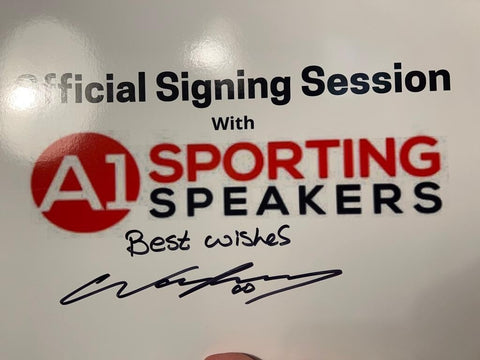 Official Signing Session
With
A1 SPORTING
SPEAKERS
Best wishes